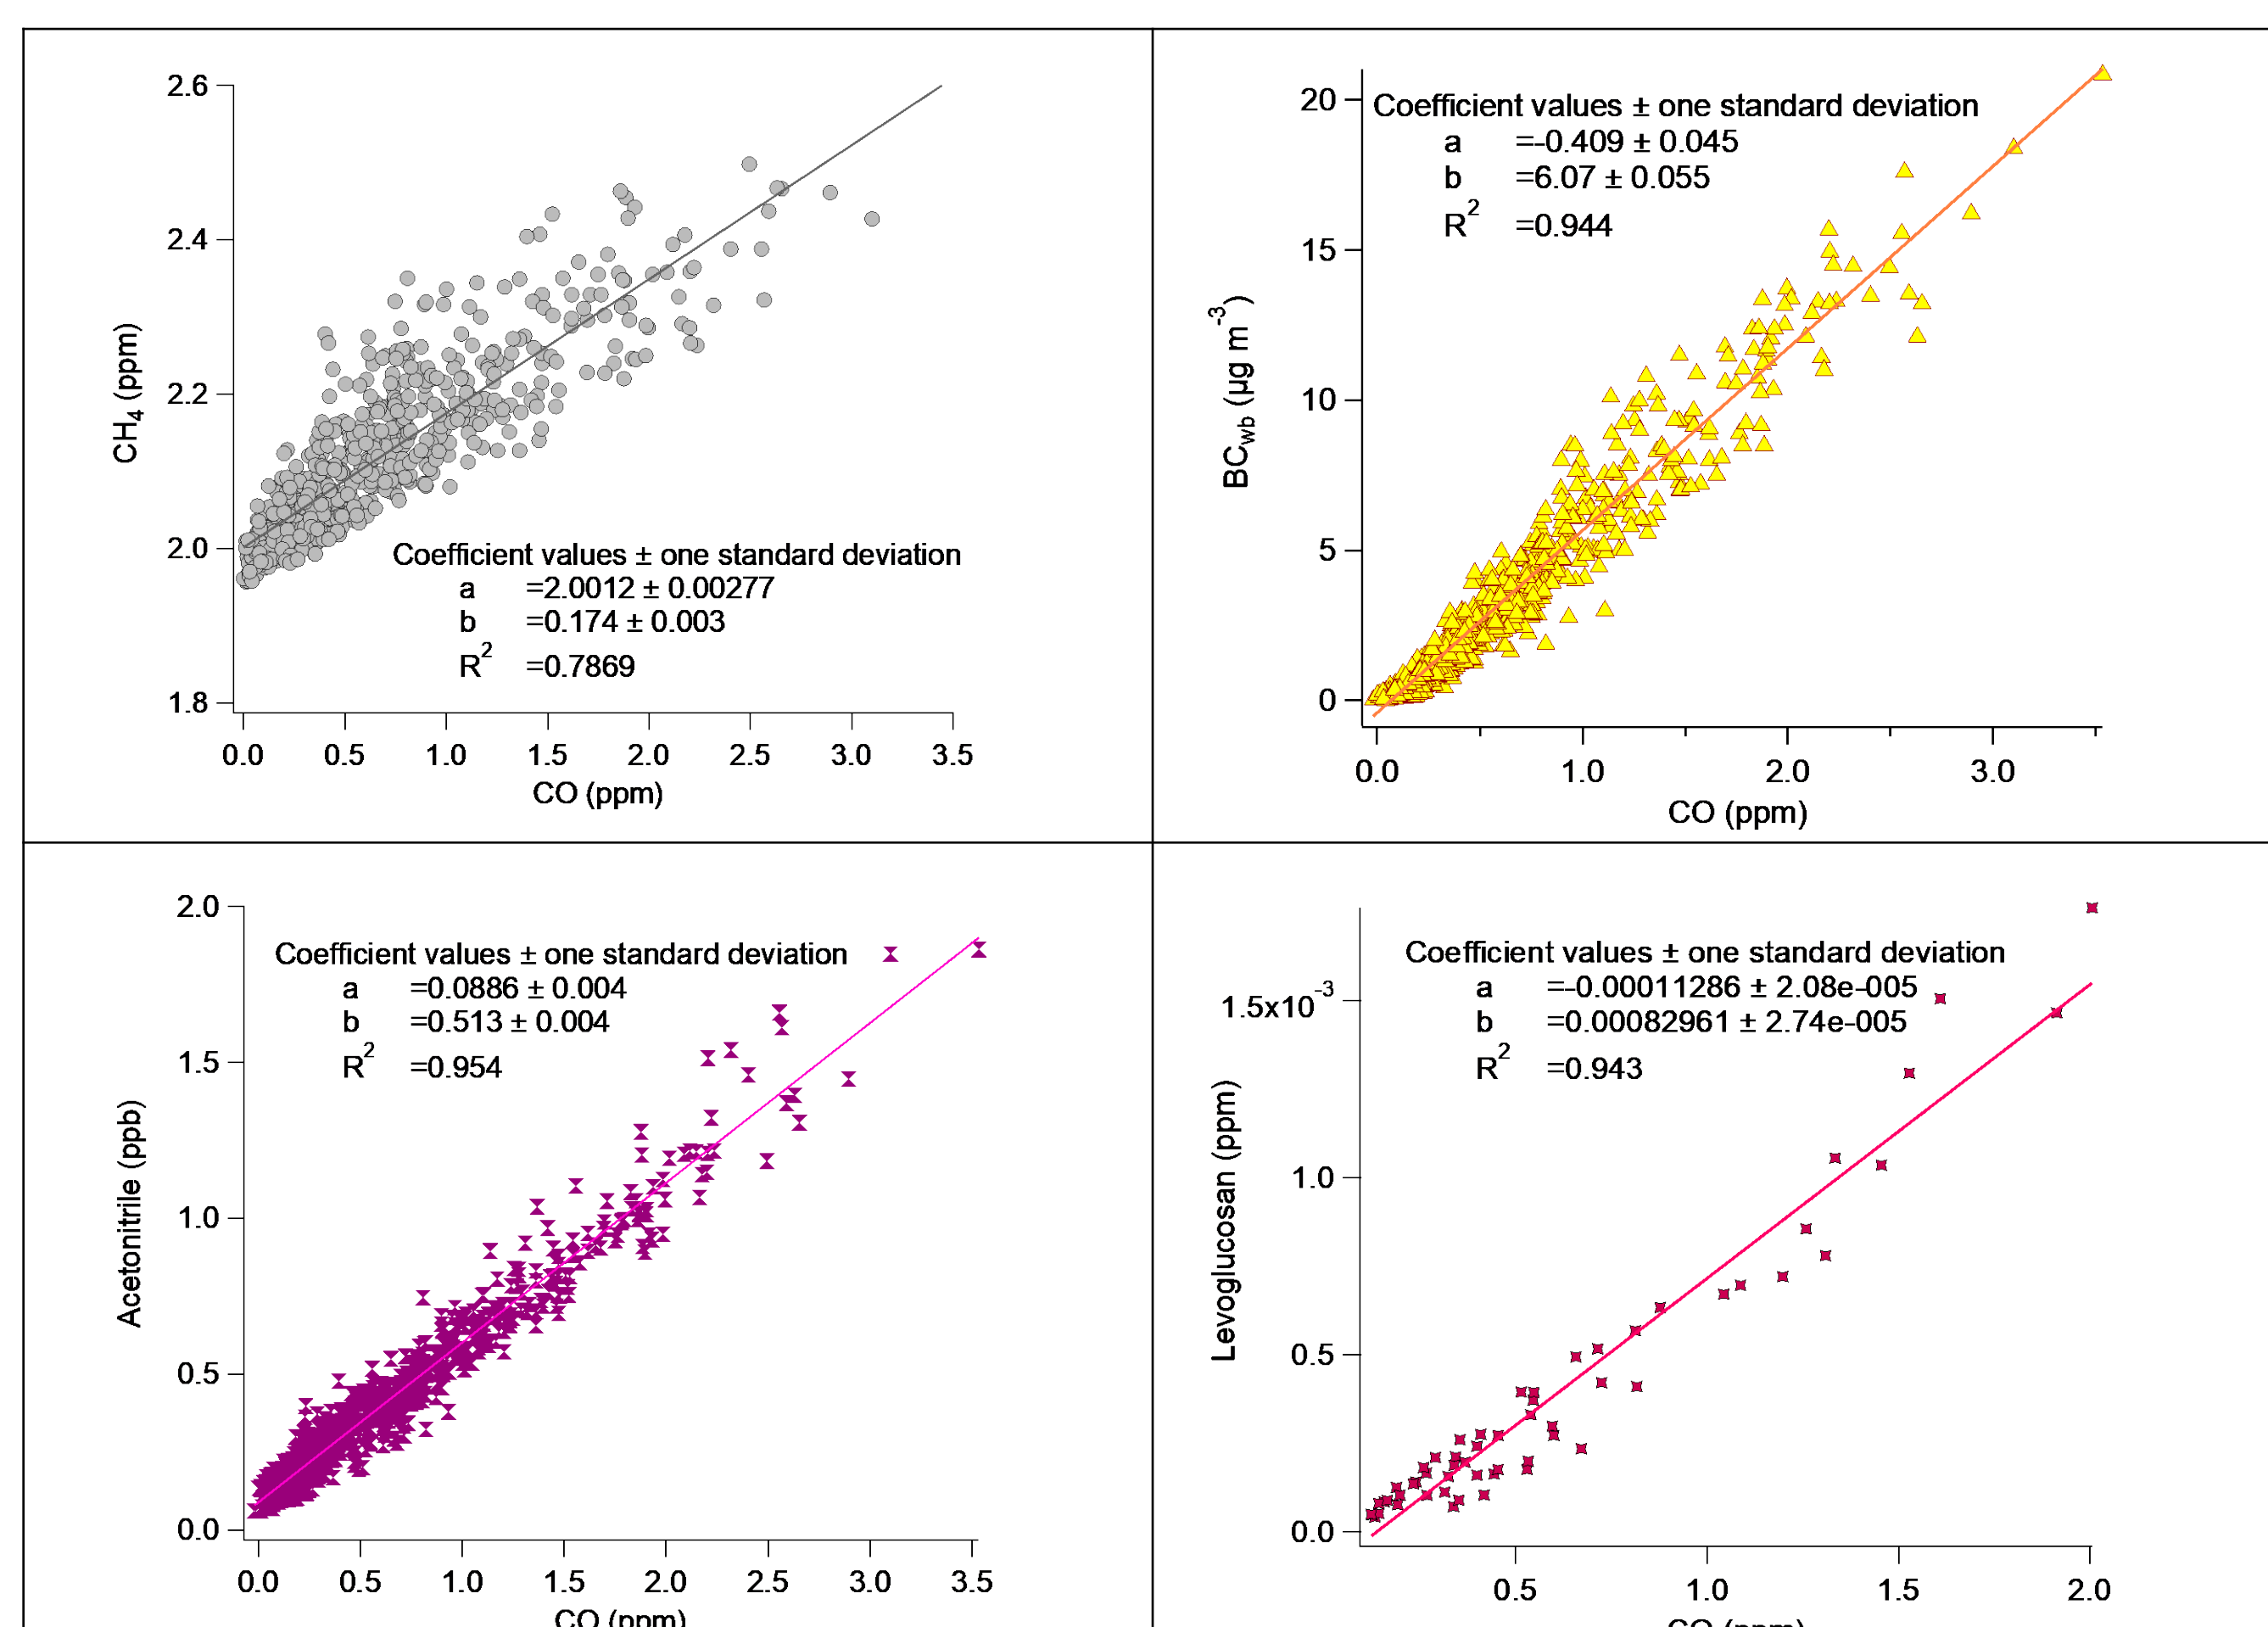 2.6
2.4
2.2
2.0
1.8
CH4 (ppm)
Coefficient values ± one standard deviation
a =2.0012 ± 0.00277
b =0.174 ± 0.003
R2 =0.7869
0.0 0.5 1.0 1.5 2.0 2.5 3.0 3.5
CO (ppm)
20
15
10
5
0
BCwb (µg m-3)
Coefficient values ± one standard deviation
a =-0.409 ± 0.045
b =6.07 ± 0.055
R2 =0.944
0.0 1.0 2.0 3.0
CO (ppm)
2.0
1.5
1.0
0.5
0.0
Acetonitrile (ppb)
Coefficient values ± one standard deviation
a =0.0886 ± 0.004
b =0.513 ± 0.004
R2 =0.954
0.0 0.5 1.0 1.5 2.0 2.5 3.0 3.5
CO (ppm)
1.5x10-3
1.0
0.5
0.0
Levoglucosan (ppm)
Coefficient values ± one standard deviation
a =-0.00011286 ± 2.08e-005
b =0.00082961 ± 2.74e-005
R2 =0.943
0.5 1.0 1.5 2.0
CO (ppm)